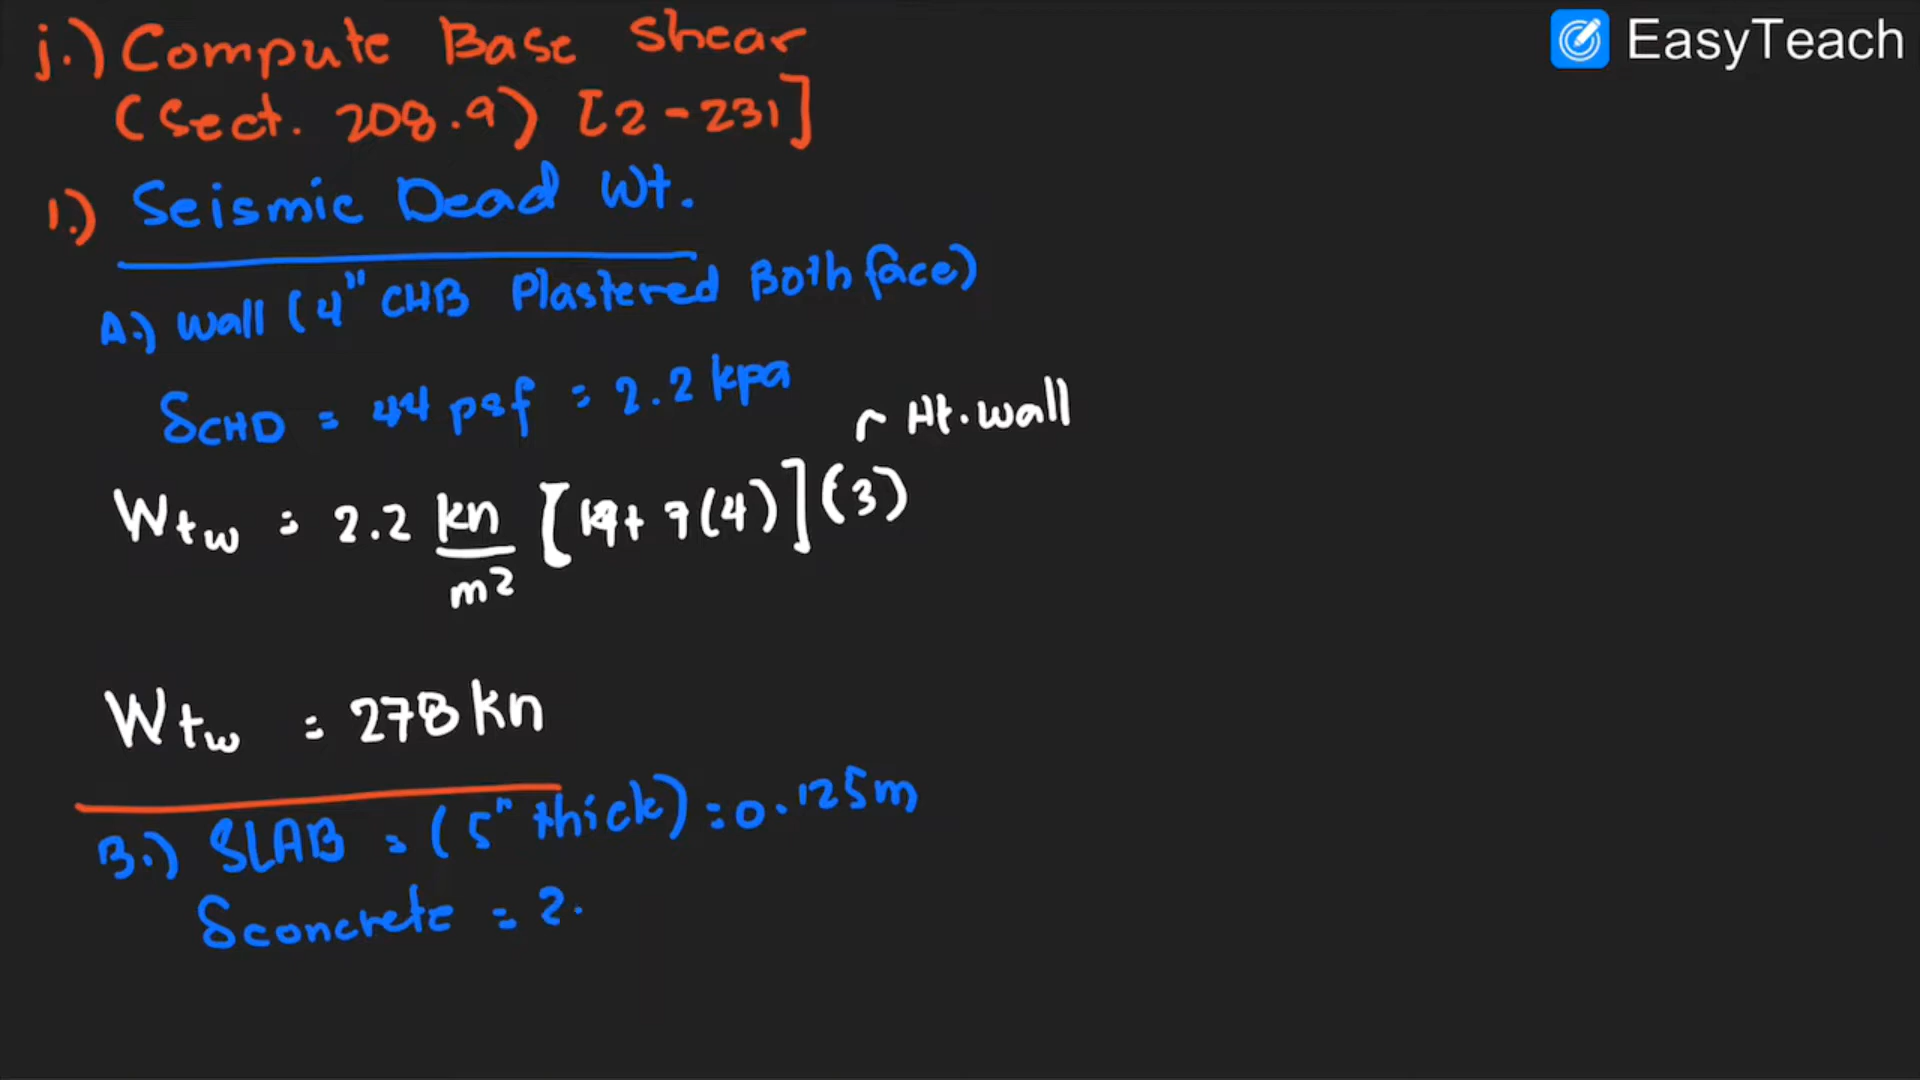 j.) Compute Base Shear
EasyTeach
(Sect. 208.9) [2-231]
1.) Seismic Dead Wt.
A.) Wall (4" CHB Plastered Both face)
δCHD = 44 psf = 2.2 kpa
Ht. wall
Wtw = 2.2 kn/m2 [14+ 7(4)](3)
Wtw = 278 kn
B.) SLAB = (5" thick) = 0.125m
δconcrete = 2.